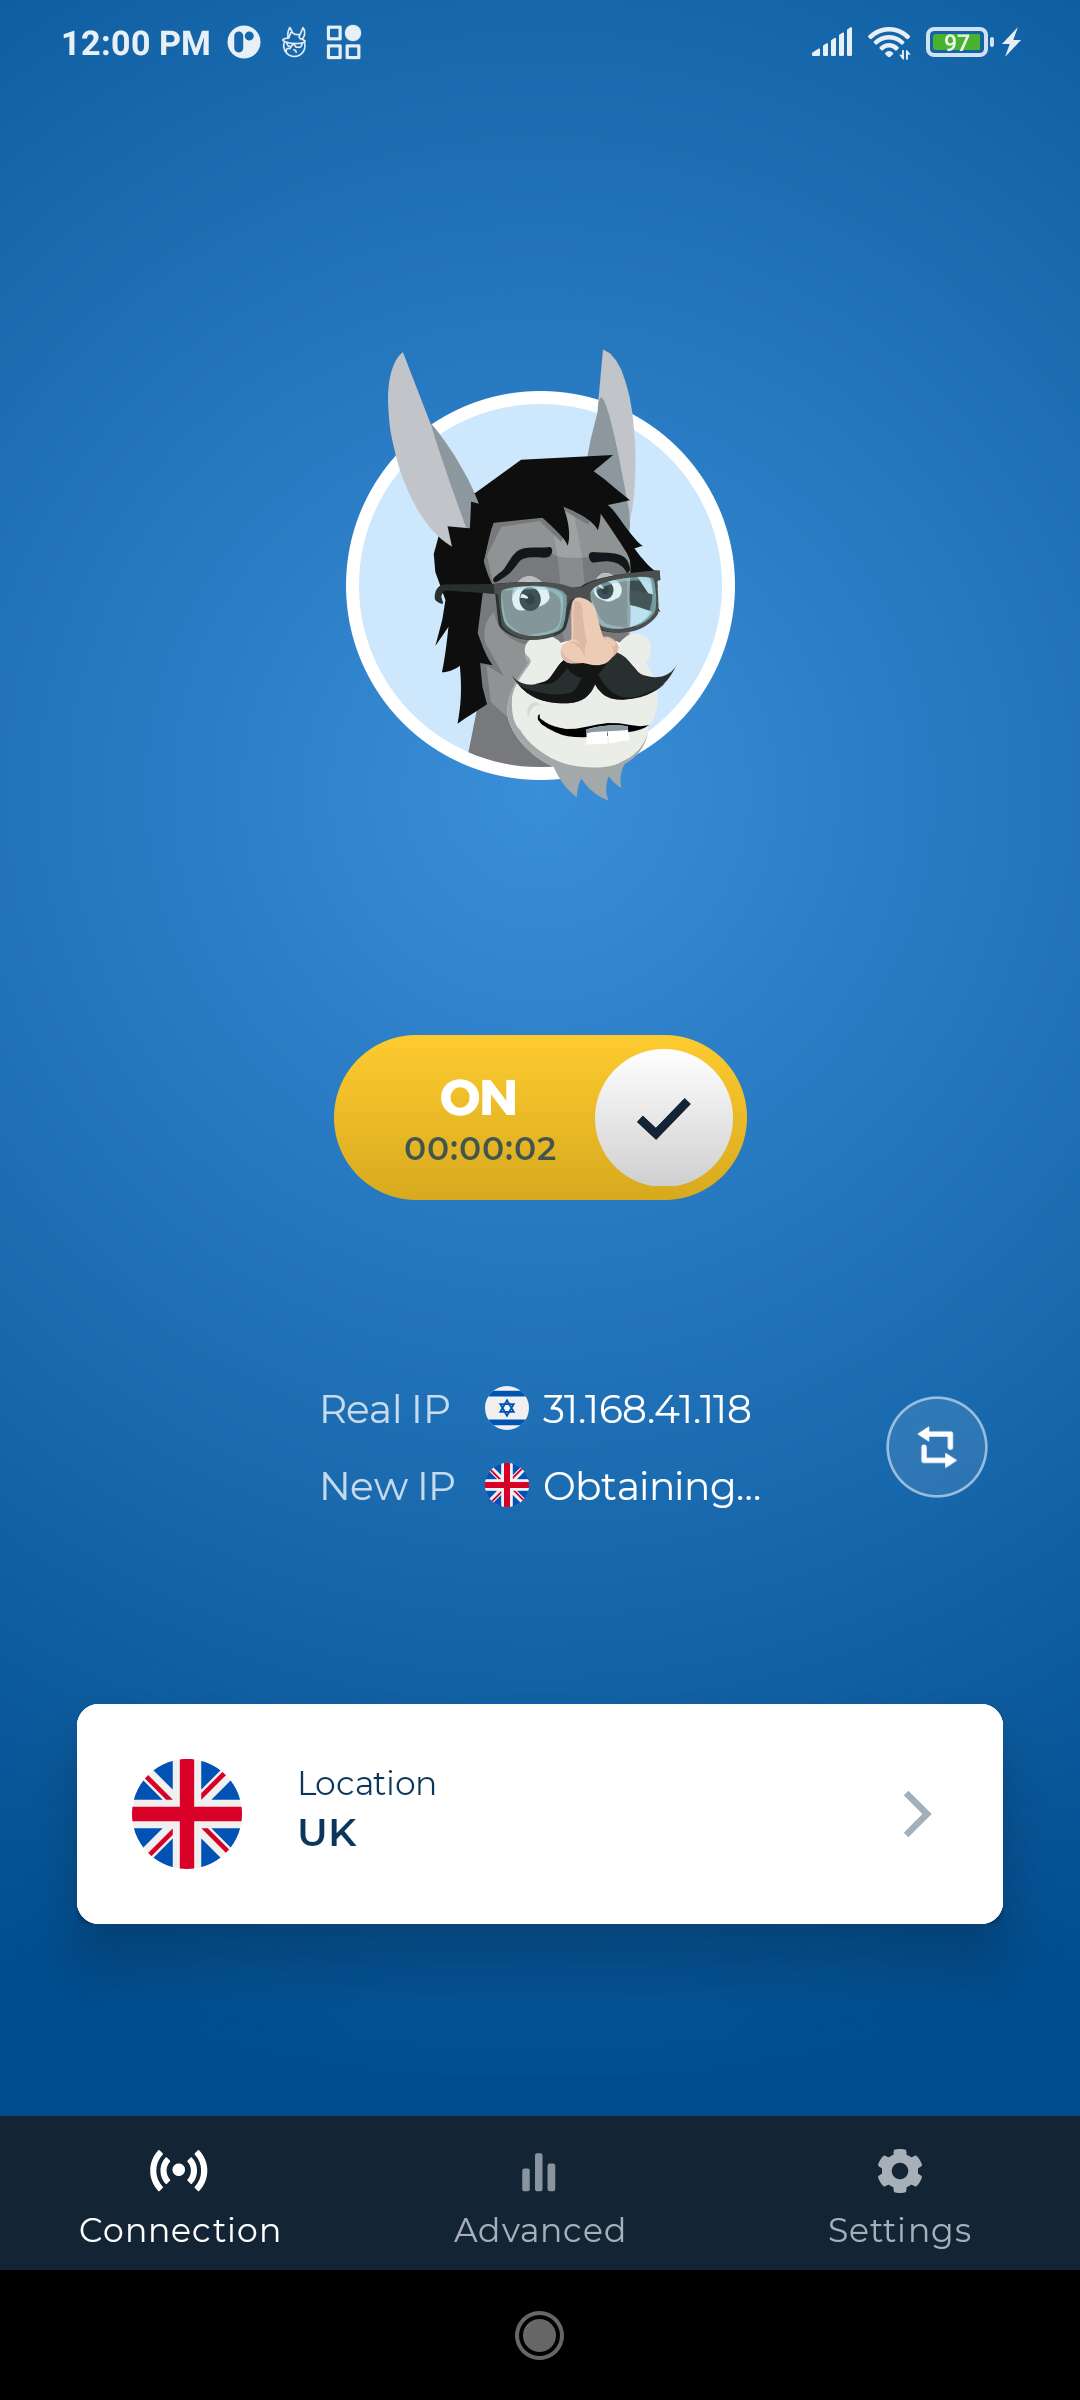 12:00 PM
97
ON
00:00:02
Real IP 31.168.41.118
New IP Obtaining...
Location
UK
Connection Advanced Settings